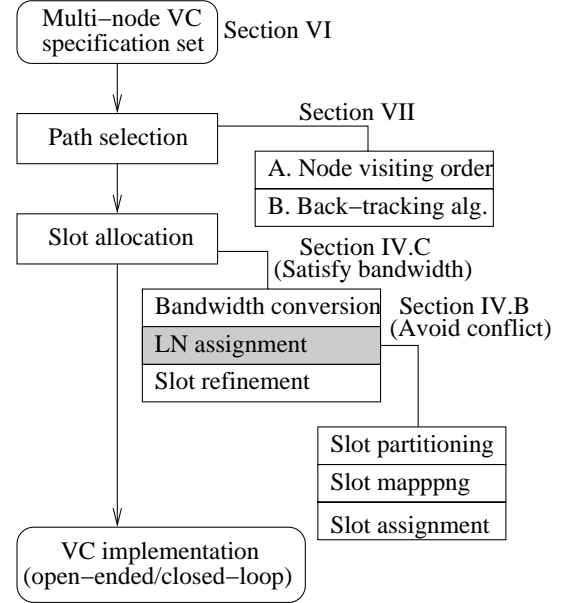 Multi−node VC
specification set
Section VI
Path selection
Section VII
A. Node visiting order
B. Back−tracking alg.
Slot allocation
Section IV.C
(Satisfy bandwidth)
Bandwidth conversion
LN assignment
Slot refinement
Section IV.B
(Avoid conflict)
Slot partitioning
Slot mapppng
Slot assignment
VC implementation
(open−ended/closed−loop)